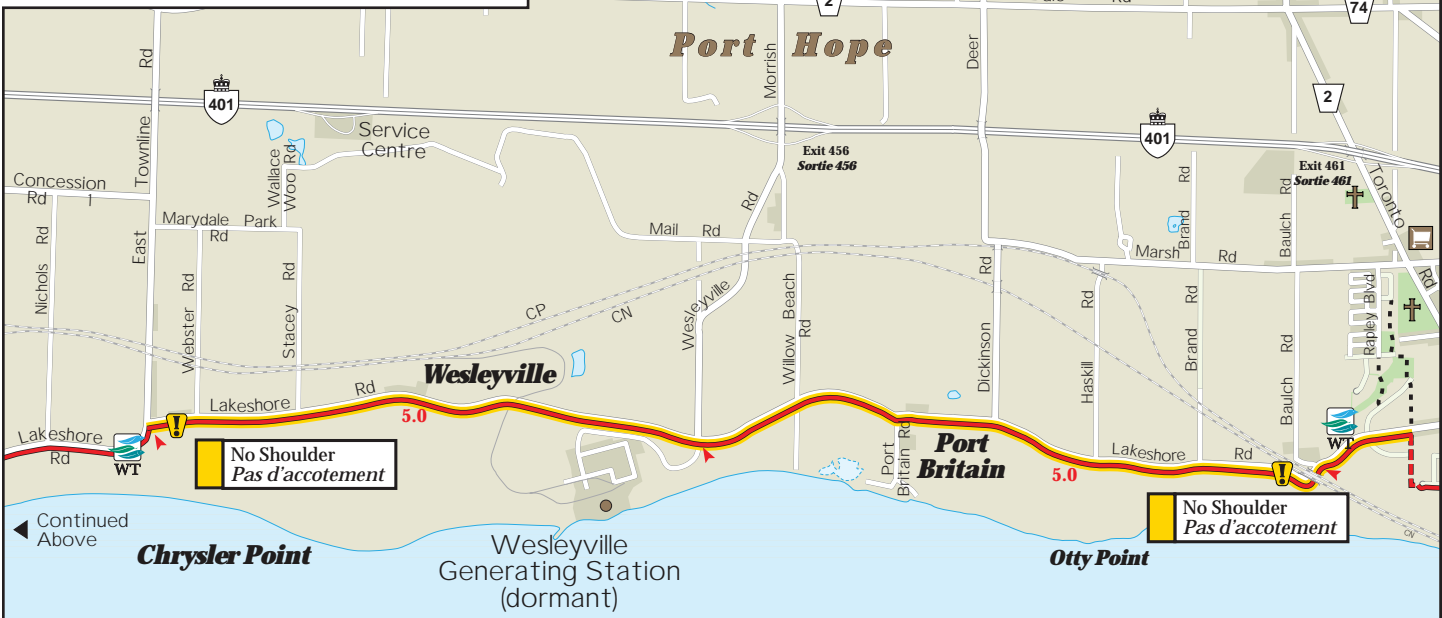 2
Rd
74
Port Hope
Rd
Townline
East
401
Morrish
Rd
Deer
401
2
Service
Centre
Exit 456
Sortie 456
Exit 461
Sortie 461
Toronto
Rd
Wallace
Woo Rd
Concession
Rd 1
Marydale Park
Rd
Mail Rd
Marsh Rd
Brand
Rd
Baulch
Rd
Nichols Rd
Webster Rd
Stacey Rd
CP
CN
Wesleyville
Willow Beach
Rd
Dickinson
Rd
Haskill
Rd
Brand
Rd
Baulch
Rd
Rapley Blvd
Wesleyville
Lakeshore
Rd
Lakeshore Rd
5.0
WT
No Shoulder
Pas d'accotement
Port
Britain Rd
Port
Britain
5.0
Lakeshore Rd
WT
No Shoulder
Pas d'accotement
CN
Continued
Above
Chrysler Point
Wesleyville
Generating Station
(dormant)
Otty Point